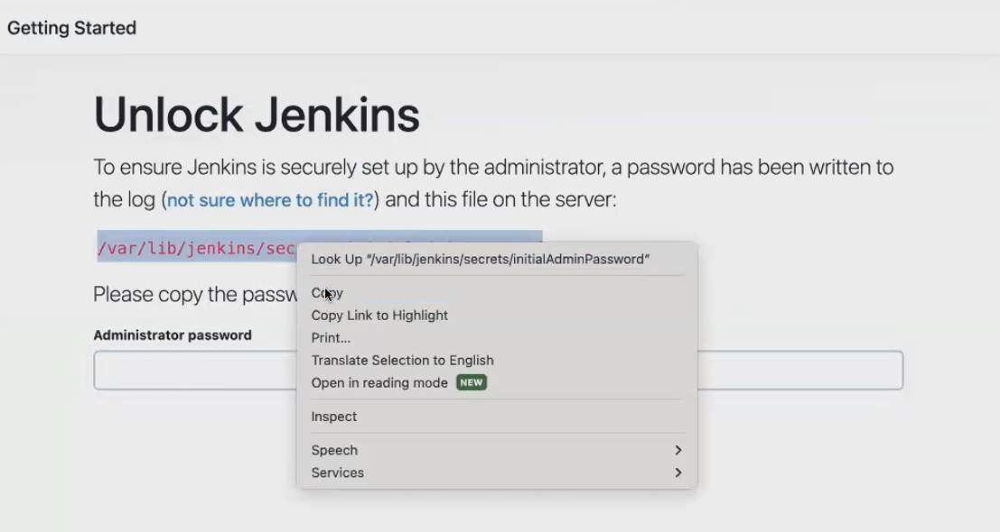 Getting Started
Unlock Jenkins
To ensure Jenkins is securely set up by the administrator, a password has been written to
the log (not sure where to find it?) and this file on the server:
/var/lib/jenkins/sec
Look Up “/var/lib/jenkins/secrets/initialAdminPassword”
Please copy the passw
Copy
Copy Link to Highlight
Administrator password
Print...
Translate Selection to English
Open in reading mode NEW
Inspect
Speech
Services